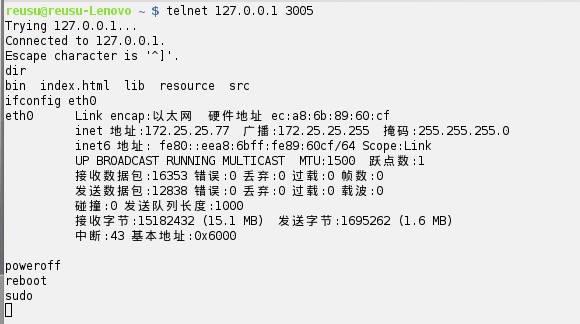 reusu@reusu-Lenovo ~ $ telnet 127.0.0.1 3005
Trying 127.0.0.1...
Connected to 127.0.0.1.
Escape character is '^]'.
dir
bin  index.html  lib  resource  src
ifconfig eth0
eth0      Link encap:以太网  硬件地址 ec:a8:6b:89:60:cf
          inet 地址:172.25.25.77  广播:172.25.25.255  掩码:255.255.255.0
          inet6 地址: fe80::eea8:6bff:fe89:60cf/64 Scope:Link
          UP BROADCAST RUNNING MULTICAST  MTU:1500  跃点数:1
          接收数据包:16353 错误:0 丢弃:0 过载:0 帧数:0
          发送数据包:12838 错误:0 丢弃:0 过载:0 载波:0
          碰撞:0 发送队列长度:1000
          接收字节:15182432 (15.1 MB)  发送字节:1695262 (1.6 MB)
          中断:43 基本地址:0x6000
poweroff
reboot
sudo